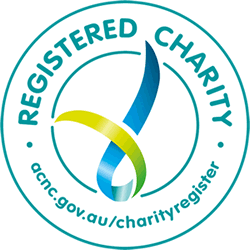 REGISTERED CHARITY
acnc.gov.au/charityregister